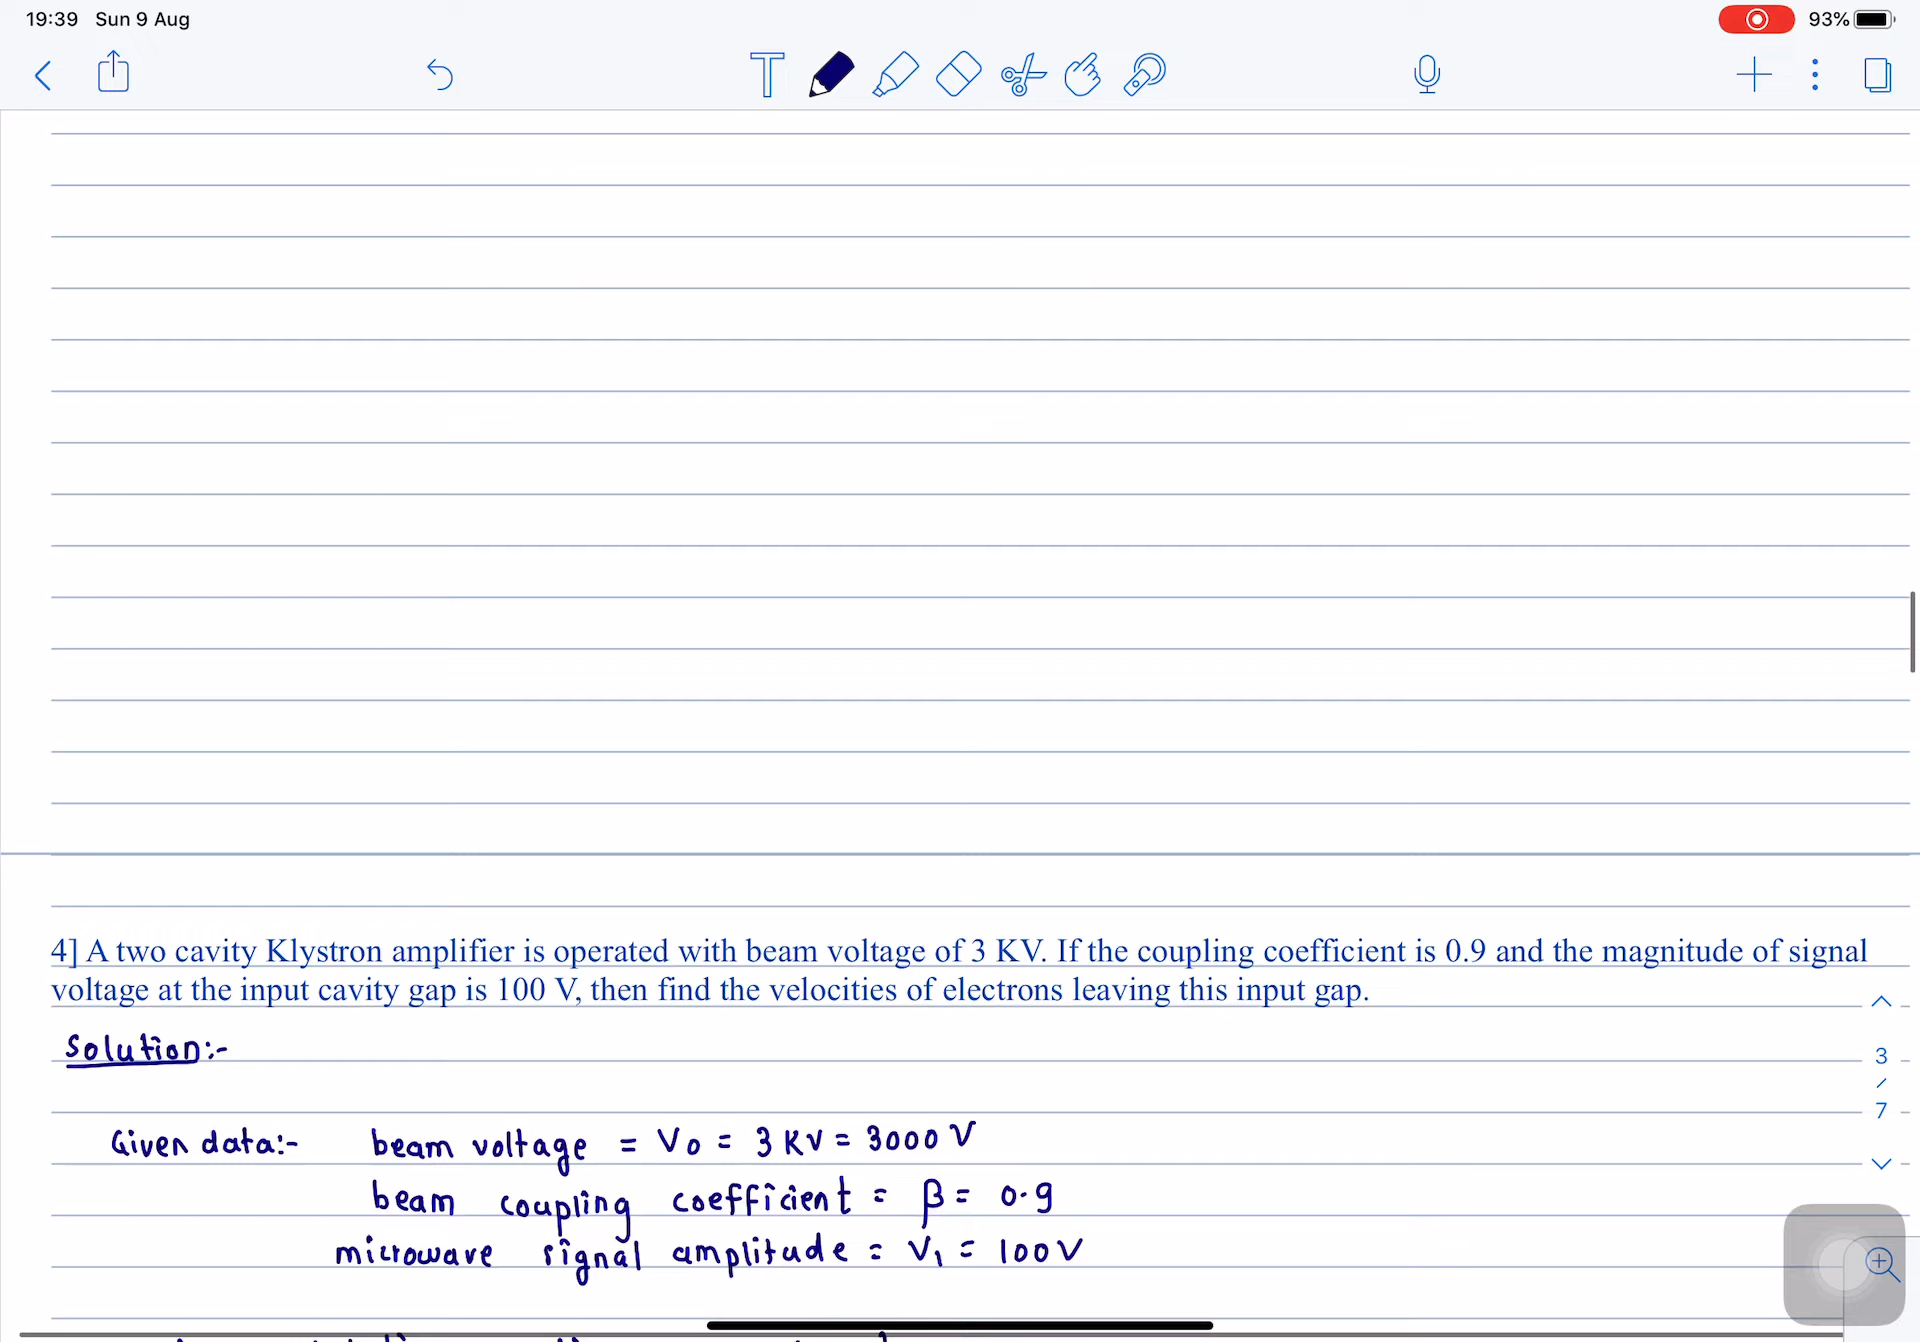 19:39 Sun 9 Aug 93%
4] A two cavity Klystron amplifier is operated with beam voltage of 3 KV. If the coupling coefficient is 0.9 and the magnitude of signal
voltage at the input cavity gap is 100 V, then find the velocities of electrons leaving this input gap.
Solution:-
3
/
7
Given data:- beam voltage = V0 = 3 KV = 3000 V
beam coupling coefficient = β = 0.9
microwave signal amplitude = V1 = 100 V